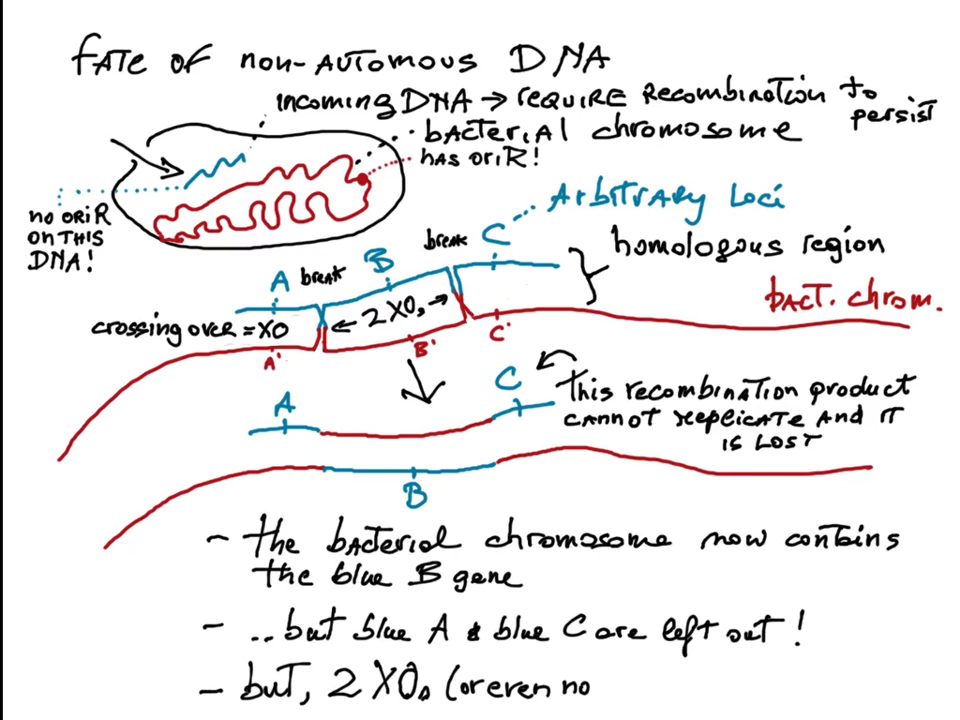 FATE OF non-AUTOMOUS DNA
incoming DNA → REQUIRE RECOMBINATION to
persist
bACTERIAL chromosome
hAS ORIR!
no ORIR
ON THIS
DNA!
ARbitRARy Loci
break C
homologous region
A break B
bACT. chrom.
crossing over = XO ← 2 XOs →
A' B' C'
C
This recombination product
A
CANNOT REPLICATE AND IT
IS LOST
B
- the bacterial chromosome now contains
the blue B gene
- ..but blue A & blue C are left out!
- but, 2 XOs (or even no